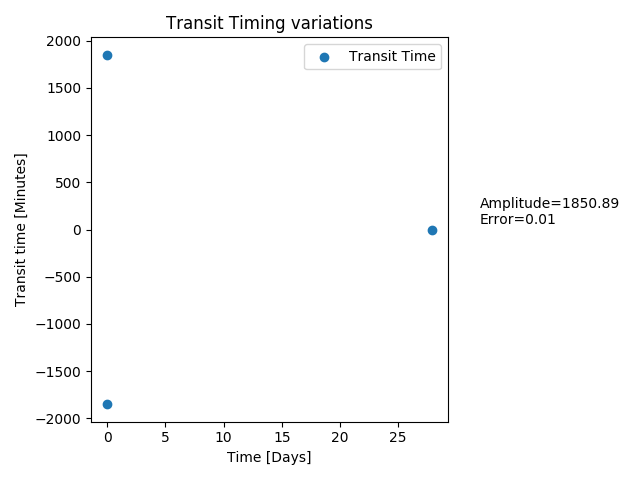 Transit Timing variations
Transit Time
2000
1500
1000
500
0
−500
−1000
−1500
−2000
Transit time [Minutes]
Amplitude=1850.89
Error=0.01
0 5 10 15 20 25
Time [Days]